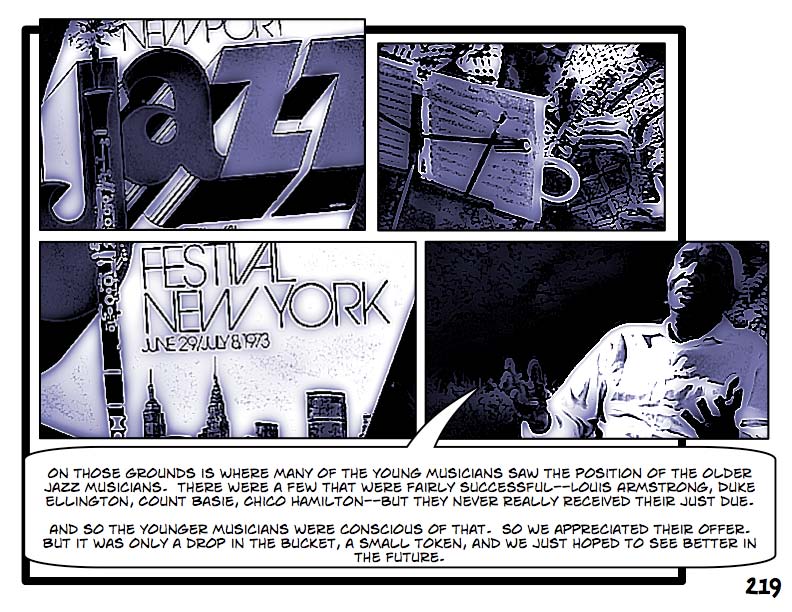 NEWPORT
jazz
FESTIVAL
NEW YORK
JUNE 29/JULY 8, 1973
ON THOSE GROUNDS IS WHERE MANY OF THE YOUNG MUSICIANS SAW THE POSITION OF THE OLDER
JAZZ MUSICIANS. THERE WERE A FEW THAT WERE FAIRLY SUCCESSFUL--LOUIS ARMSTRONG, DUKE
ELLINGTON, COUNT BASIE, CHICO HAMILTON--BUT THEY NEVER REALLY RECEIVED THEIR JUST DUE.
AND SO THE YOUNGER MUSICIANS WERE CONSCIOUS OF THAT. SO WE APPRECIATED THEIR OFFER.
BUT IT WAS ONLY A DROP IN THE BUCKET, A SMALL TOKEN, AND WE JUST HOPED TO SEE BETTER IN
THE FUTURE.
219